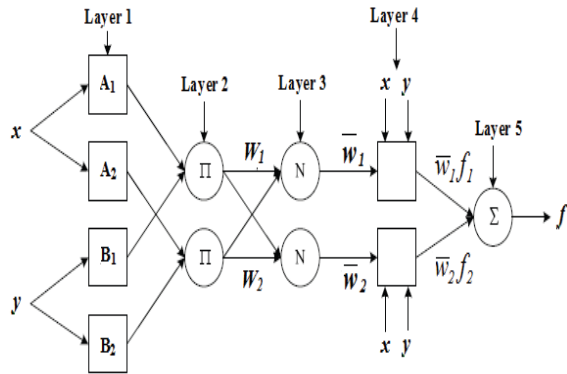 Layer 1
Layer 4
Layer 2
Layer 3
x y
Layer 5
A₁
x
A₂
B₁
y
B₂
Π
W₁
N
w̅₁
w̅₁f₁
Σ
f
Π
W₂
N
w̅₂
w̅₂f₂
x y